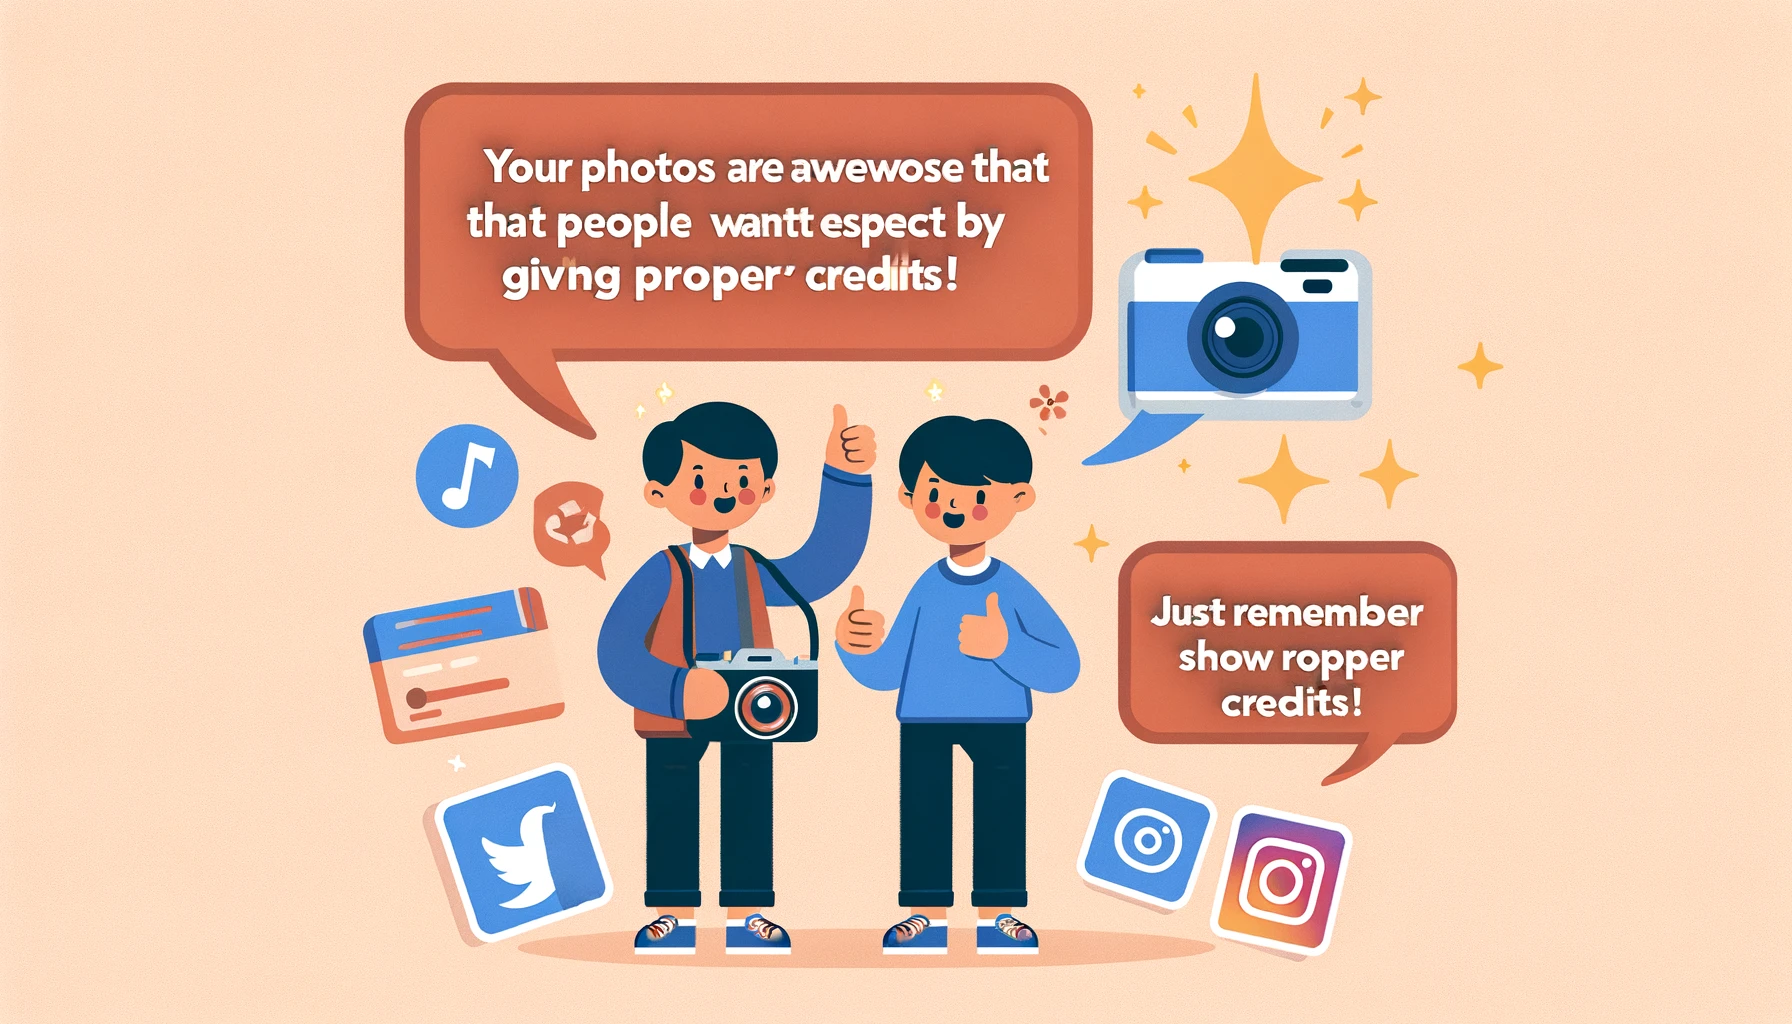 Your photos are awewose that
that people wantt espect by
givng proper' credits!
Just remember
show ropper
credits!